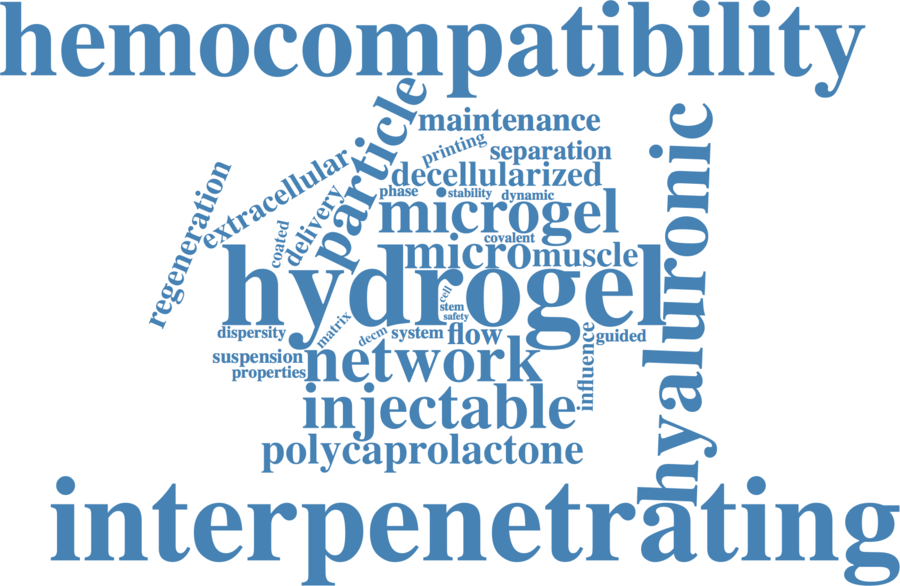 hemocompatibility
particle
maintenance
printing
separation
hyaluronic
extracellular
regeneration
decellularized
delivery
phase
stability
dynamic
microgel
coated
covalent
micro
muscle
hydrogel
cell
stem
safety
matrix
dispersity
decm
system
flow
influence
guided
suspension
network
properties
injectable
polycaprolactone
interpenetrating